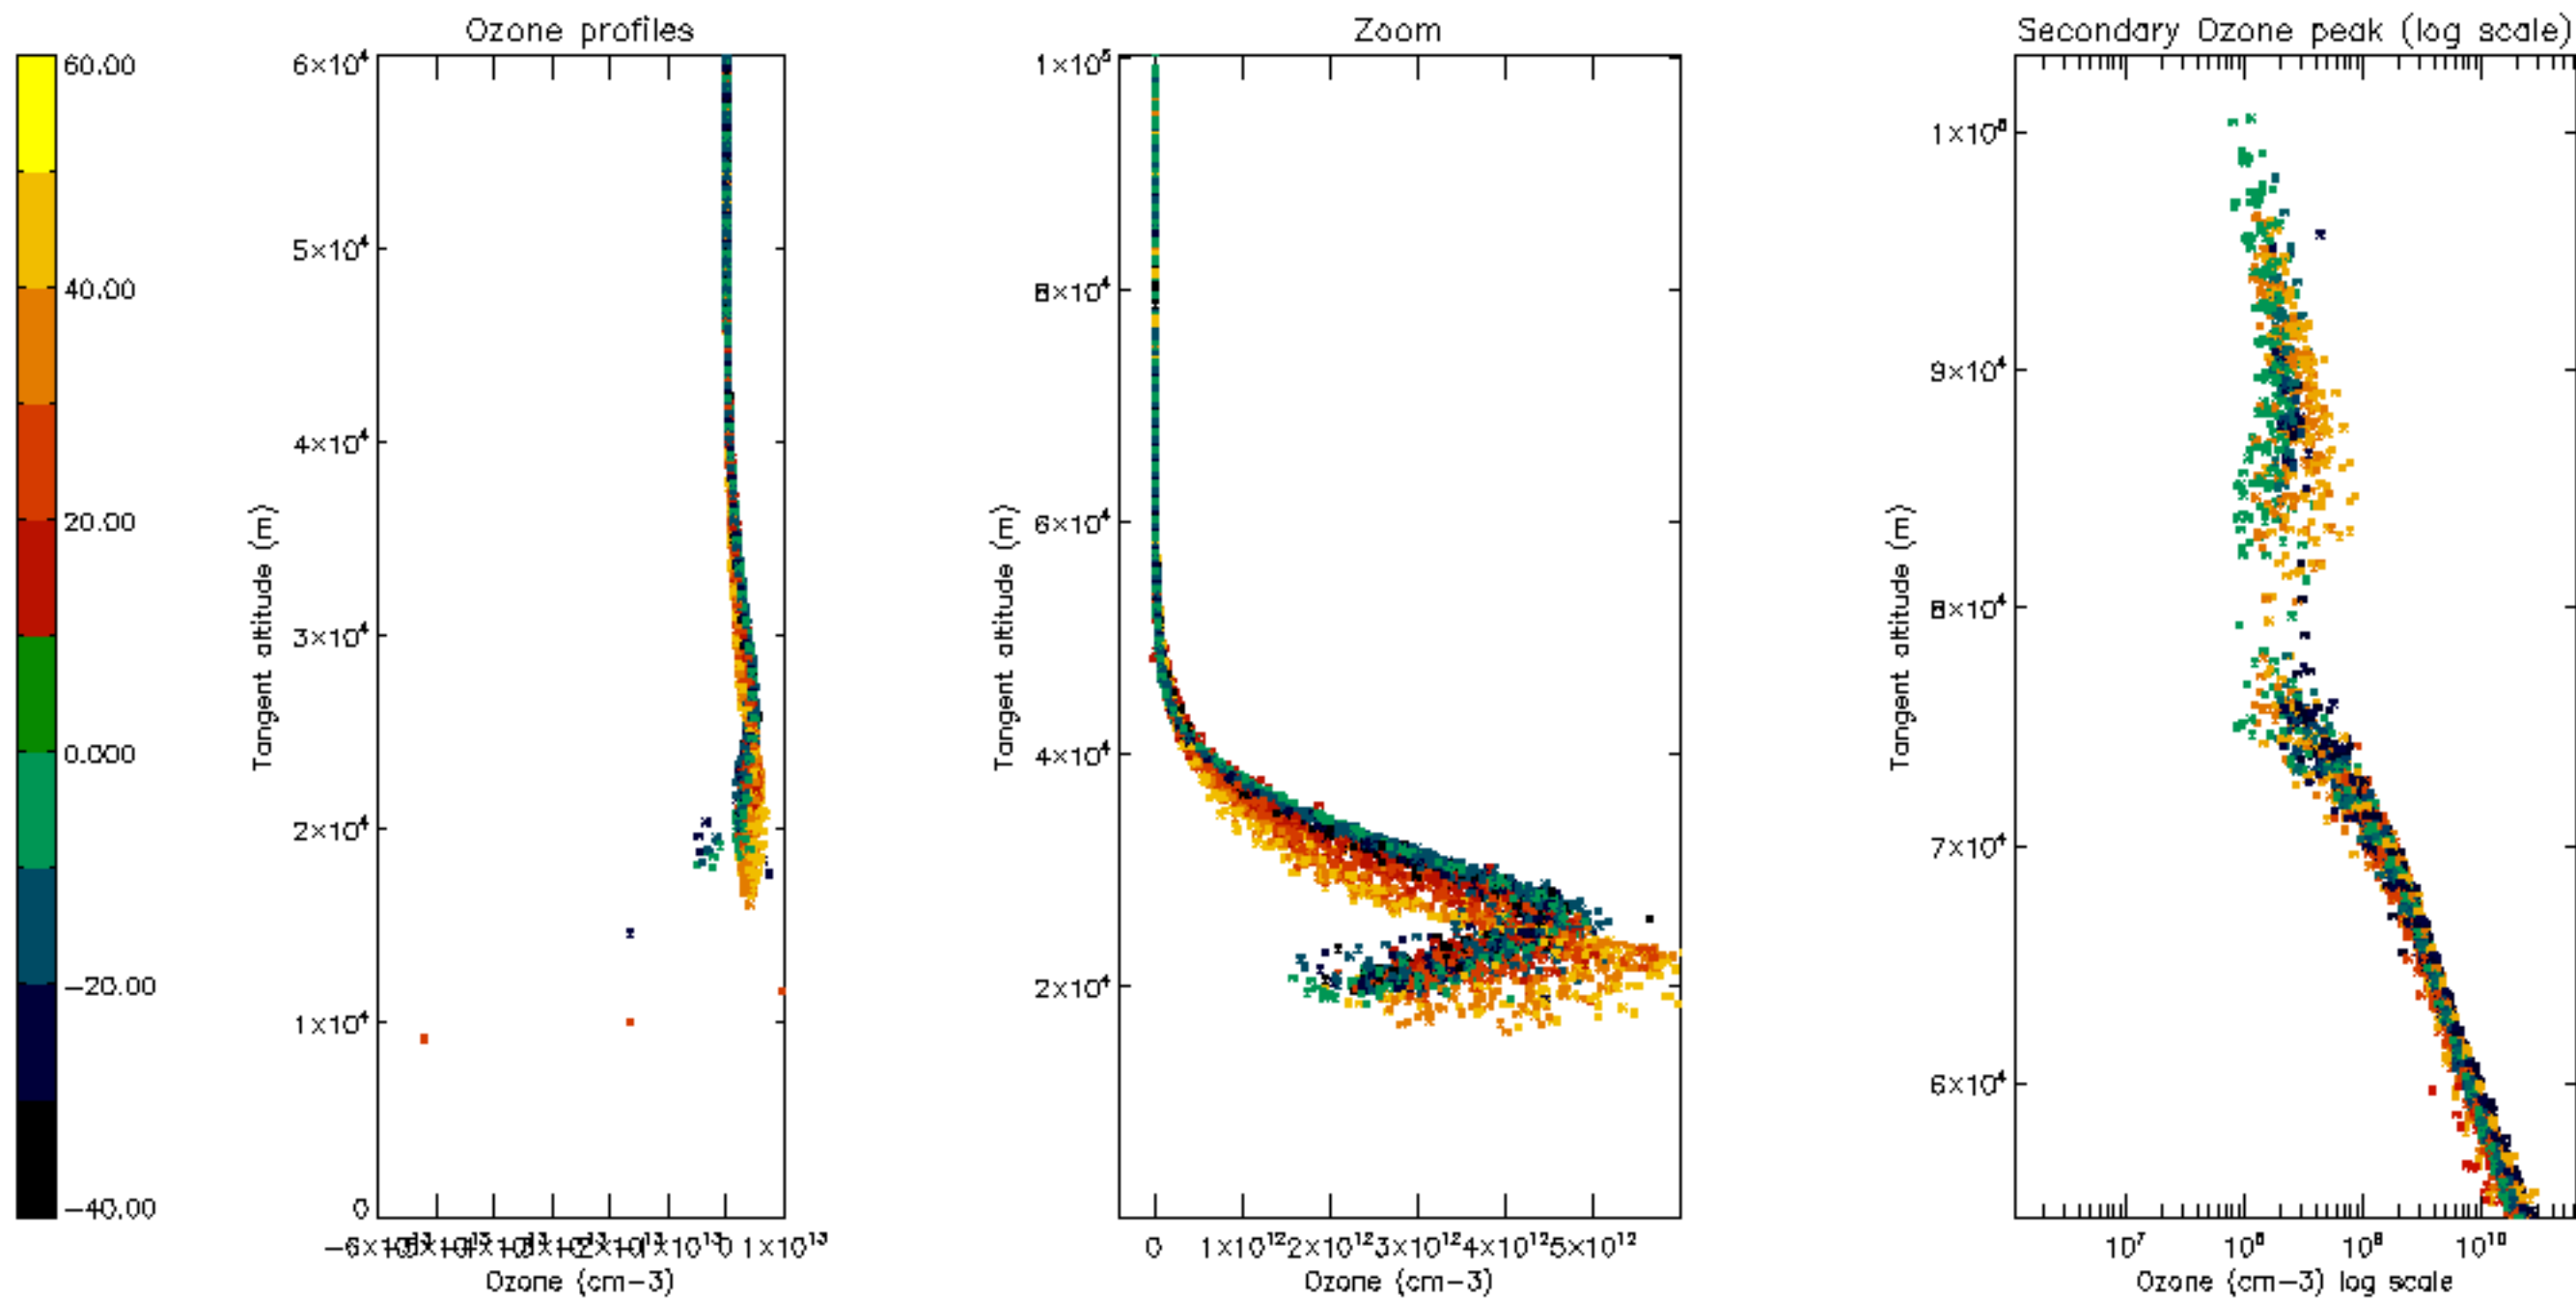 Ozone profiles
Zoom
Secondary Ozone peak (log scale)
60.00
40.00
20.00
0.000
−20.00
−40.00
6×10⁴
5×10⁴
4×10⁴
3×10⁴
2×10⁴
1×10⁴
0
Tangent altitude (m)
0 1×10¹³
Ozone (cm−3)
1×10⁵
8×10⁴
6×10⁴
4×10⁴
2×10⁴
Tangent altitude (m)
0 1×10¹² 2×10¹² 3×10¹² 4×10¹² 5×10¹²
Ozone (cm−3)
9×10⁴
8×10⁴
7×10⁴
6×10⁴
Tangent altitude (m)
10⁷ 10⁸ 10⁹ 10¹⁰
Ozone (cm−3) log scale